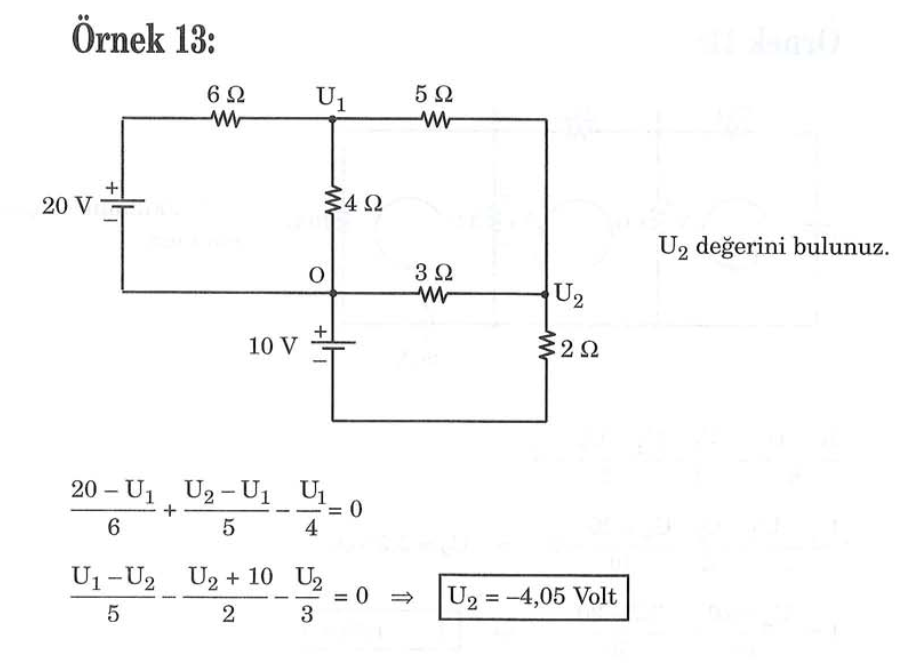 Örnek 13:
6 Ω U₁ 5 Ω
+
20 V
−
4 Ω
O 3 Ω
U₂
U₂ değerini bulunuz.
+
10 V
−
2 Ω
(20 – U₁)/6 + (U₂ – U₁)/5 – U₁/4 = 0
(U₁ – U₂)/5 – (U₂ + 10)/2 – U₂/3 = 0 ⇒ U₂ = –4,05 Volt